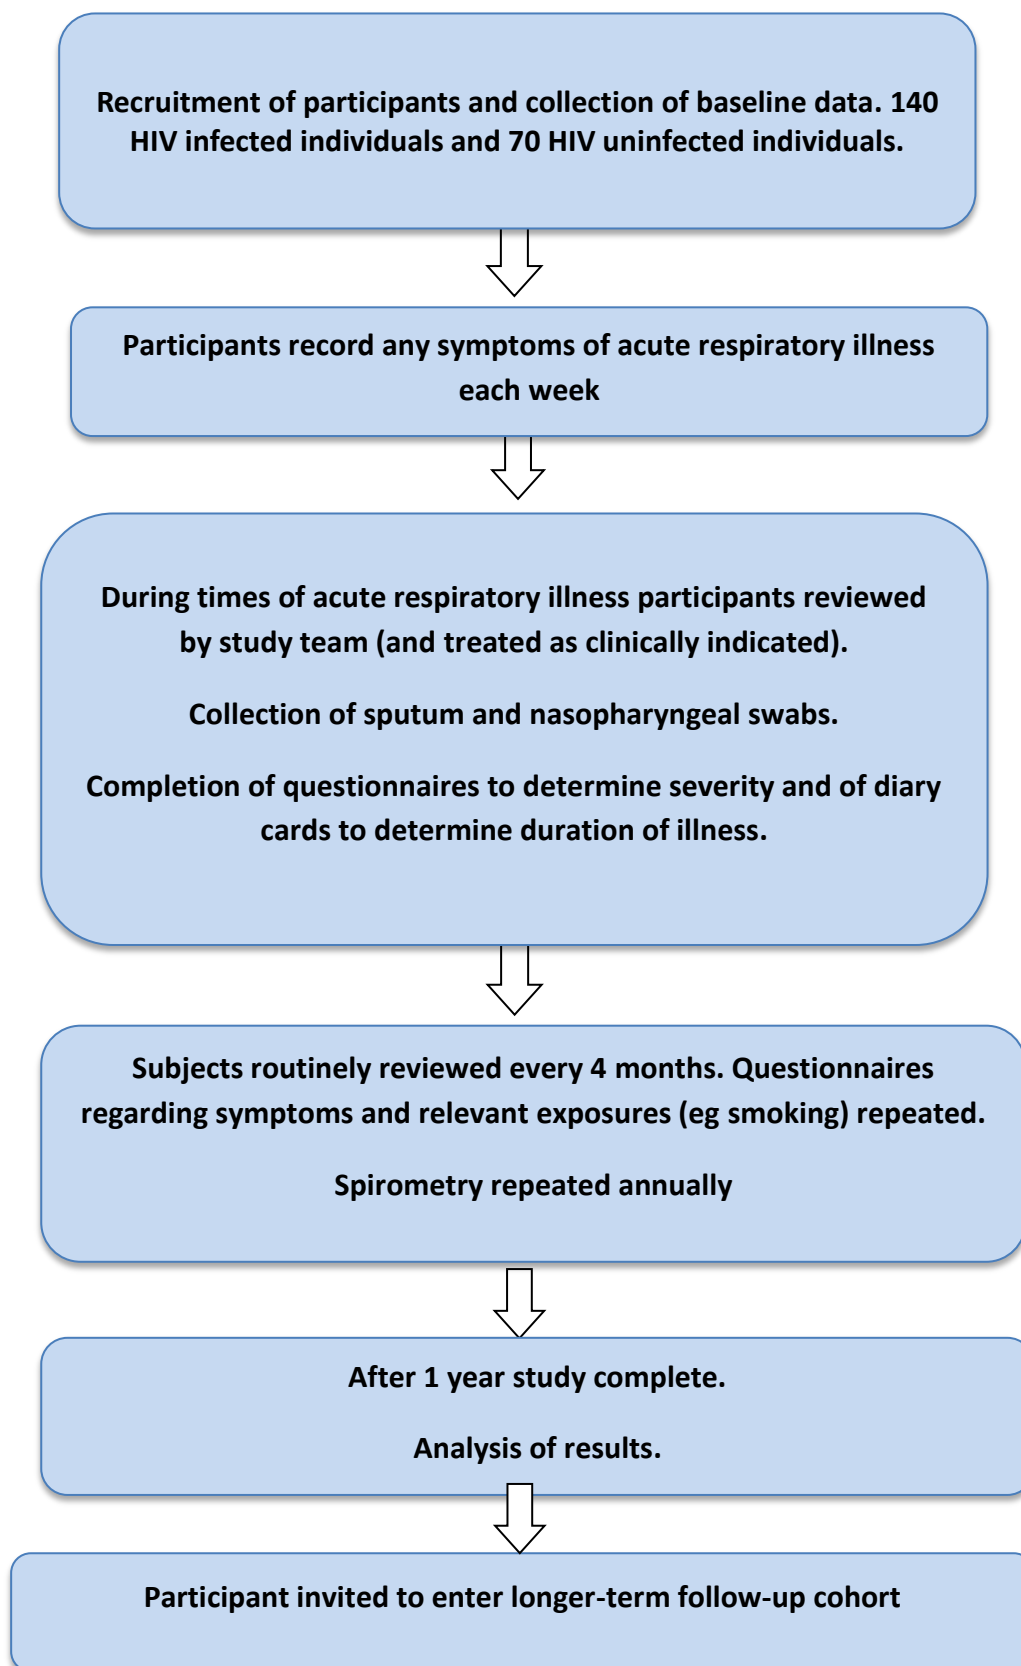 Recruitment of participants and collection of baseline data. 140
HIV infected individuals and 70 HIV uninfected individuals.
Participants record any symptoms of acute respiratory illness
each week
During times of acute respiratory illness participants reviewed
by study team (and treated as clinically indicated).
Collection of sputum and nasopharyngeal swabs.
Completion of questionnaires to determine severity and of diary
cards to determine duration of illness.
Subjects routinely reviewed every 4 months. Questionnaires
regarding symptoms and relevant exposures (eg smoking) repeated.
Spirometry repeated annually
After 1 year study complete.
Analysis of results.
Participant invited to enter longer-term follow-up cohort